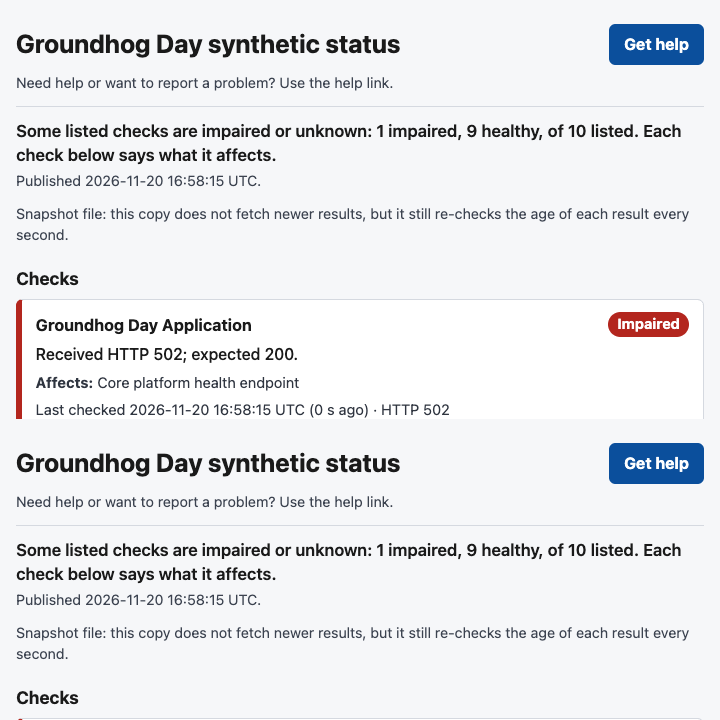 Groundhog Day synthetic status
Get help
Need help or want to report a problem? Use the help link.
Some listed checks are impaired or unknown: 1 impaired, 9 healthy, of 10 listed. Each
check below says what it affects.
Published 2026-11-20 16:58:15 UTC.
Snapshot file: this copy does not fetch newer results, but it still re-checks the age of each result every
second.
Checks
Groundhog Day Application
Impaired
Received HTTP 502; expected 200.
Affects: Core platform health endpoint
Last checked 2026-11-20 16:58:15 UTC (0 s ago) · HTTP 502
Groundhog Day synthetic status
Get help
Need help or want to report a problem? Use the help link.
Some listed checks are impaired or unknown: 1 impaired, 9 healthy, of 10 listed. Each
check below says what it affects.
Published 2026-11-20 16:58:15 UTC.
Snapshot file: this copy does not fetch newer results, but it still re-checks the age of each result every
second.
Checks